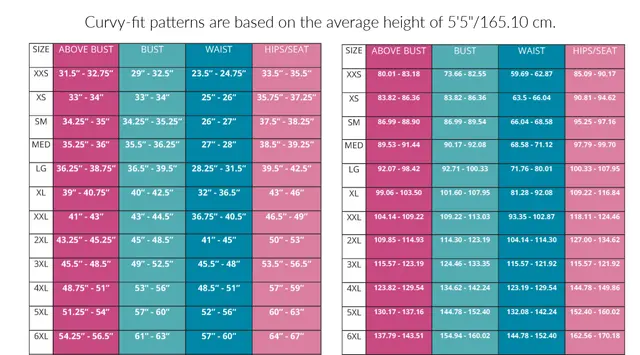 Curvy-fit patterns are based on the average height of 5'5"/165.10 cm.
SIZE ABOVE BUST BUST WAIST HIPS/SEAT
XXS 31.5" - 32.75" 29" - 32.5" 23.5" - 24.75" 33.5" - 35.5"
XS 33" - 34" 33" - 34" 25" - 26" 35.75" - 37.25"
SM 34.25" - 35" 34.25" - 35.25" 26" - 27" 37.5" - 38.25"
MED 35.25" - 36" 35.5" - 36.25" 27" - 28" 38.5" - 39.25"
LG 36.25" - 38.75" 36.5" - 39.5" 28.25" - 31.5" 39.5" - 42.5"
XL 39" - 40.75" 40" - 42.5" 32" - 36.5" 43" - 46"
XXL 41" - 43" 43" - 44.5" 36.75" - 40.5" 46.5" - 49"
2XL 43.25" - 45.25" 45" - 48.5" 41" - 45" 50" - 53"
3XL 45.5" - 48.5" 49" - 52.5" 45.5" - 48" 53.5" - 56.5"
4XL 48.75" - 51" 53" - 56" 48.5" - 51" 57" - 59"
5XL 51.25" - 54" 57" - 60" 52" - 56" 60" - 63"
6XL 54.25" - 56.5" 61" - 63" 57" - 60" 64" - 67"
SIZE ABOVE BUST BUST WAIST HIPS/SEAT
XXS 80.01 - 83.18 73.66 - 82.55 59.69 - 62.87 85.09 - 90.17
XS 83.82 - 86.36 83.82 - 86.36 63.5 - 66.04 90.81 - 94.62
SM 86.99 - 88.90 86.99 - 89.54 66.04 - 68.58 95.25 - 97.16
MED 89.53 - 91.44 90.17 - 92.08 68.58 - 71.12 97.79 - 99.70
LG 92.07 - 98.42 92.71 - 100.33 71.76 - 80.01 100.33 - 107.95
XL 99.06 - 103.50 101.60 - 107.95 81.28 - 92.08 109.22 - 116.84
XXL 104.14 - 109.22 109.22 - 113.03 93.35 - 102.87 118.11 - 124.46
2XL 109.85 - 114.93 114.30 - 123.19 104.14 - 114.30 127.00 - 134.62
3XL 115.57 - 123.19 124.46 - 133.35 115.57 - 121.92 115.57 - 121.92
4XL 123.82 - 129.54 134.62 - 142.24 123.19 - 129.54 144.78 - 149.86
5XL 130.17 - 137.16 144.78 - 152.40 132.08 - 142.24 152.40 - 160.02
6XL 137.79 - 143.51 154.94 - 160.02 144.78 - 152.40 162.56 - 170.18